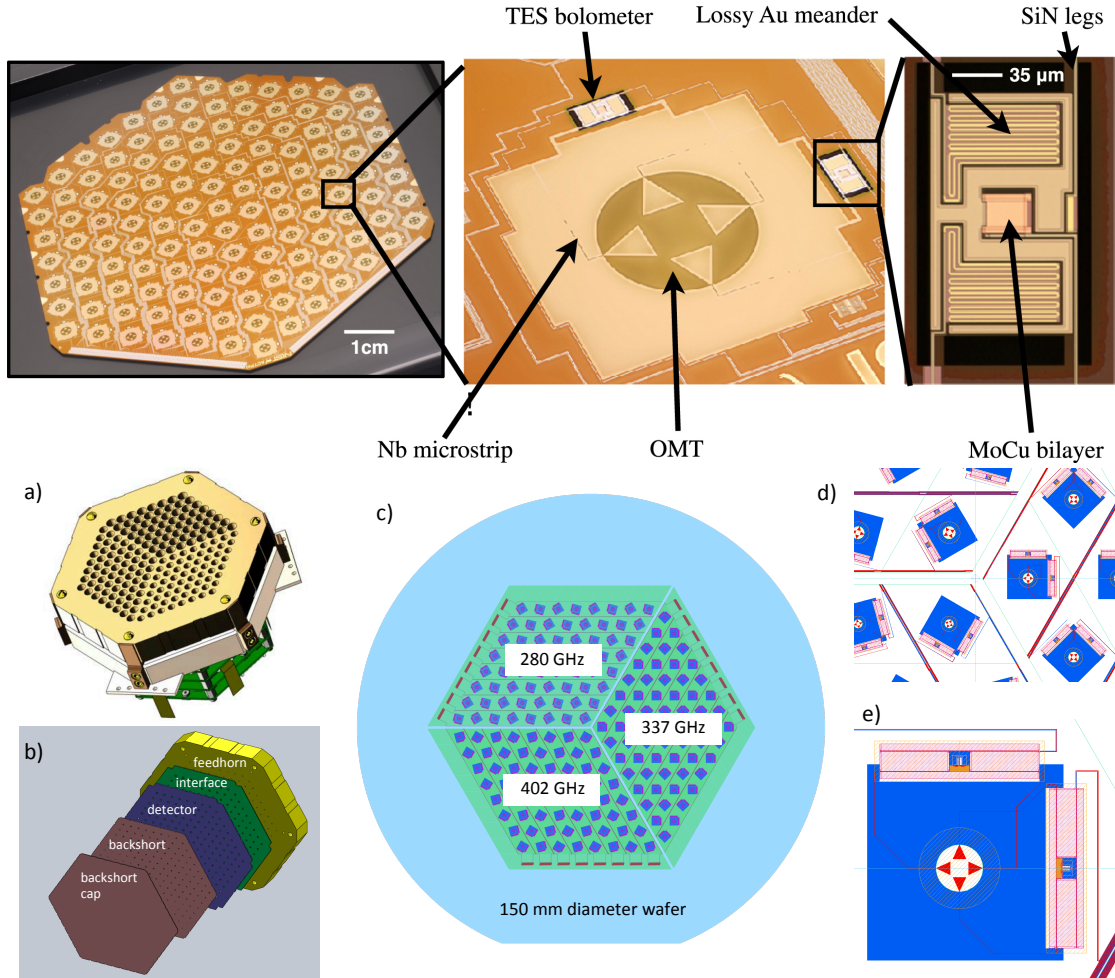 TES bolometer
Lossy Au meander
SiN legs
35 µm
1cm
!
Nb microstrip
OMT
MoCu bilayer
a)
b)
feedhorn
interface
detector
backshort
backshort
cap
c)
280 GHz
337 GHz
402 GHz
150 mm diameter wafer
d)
e)